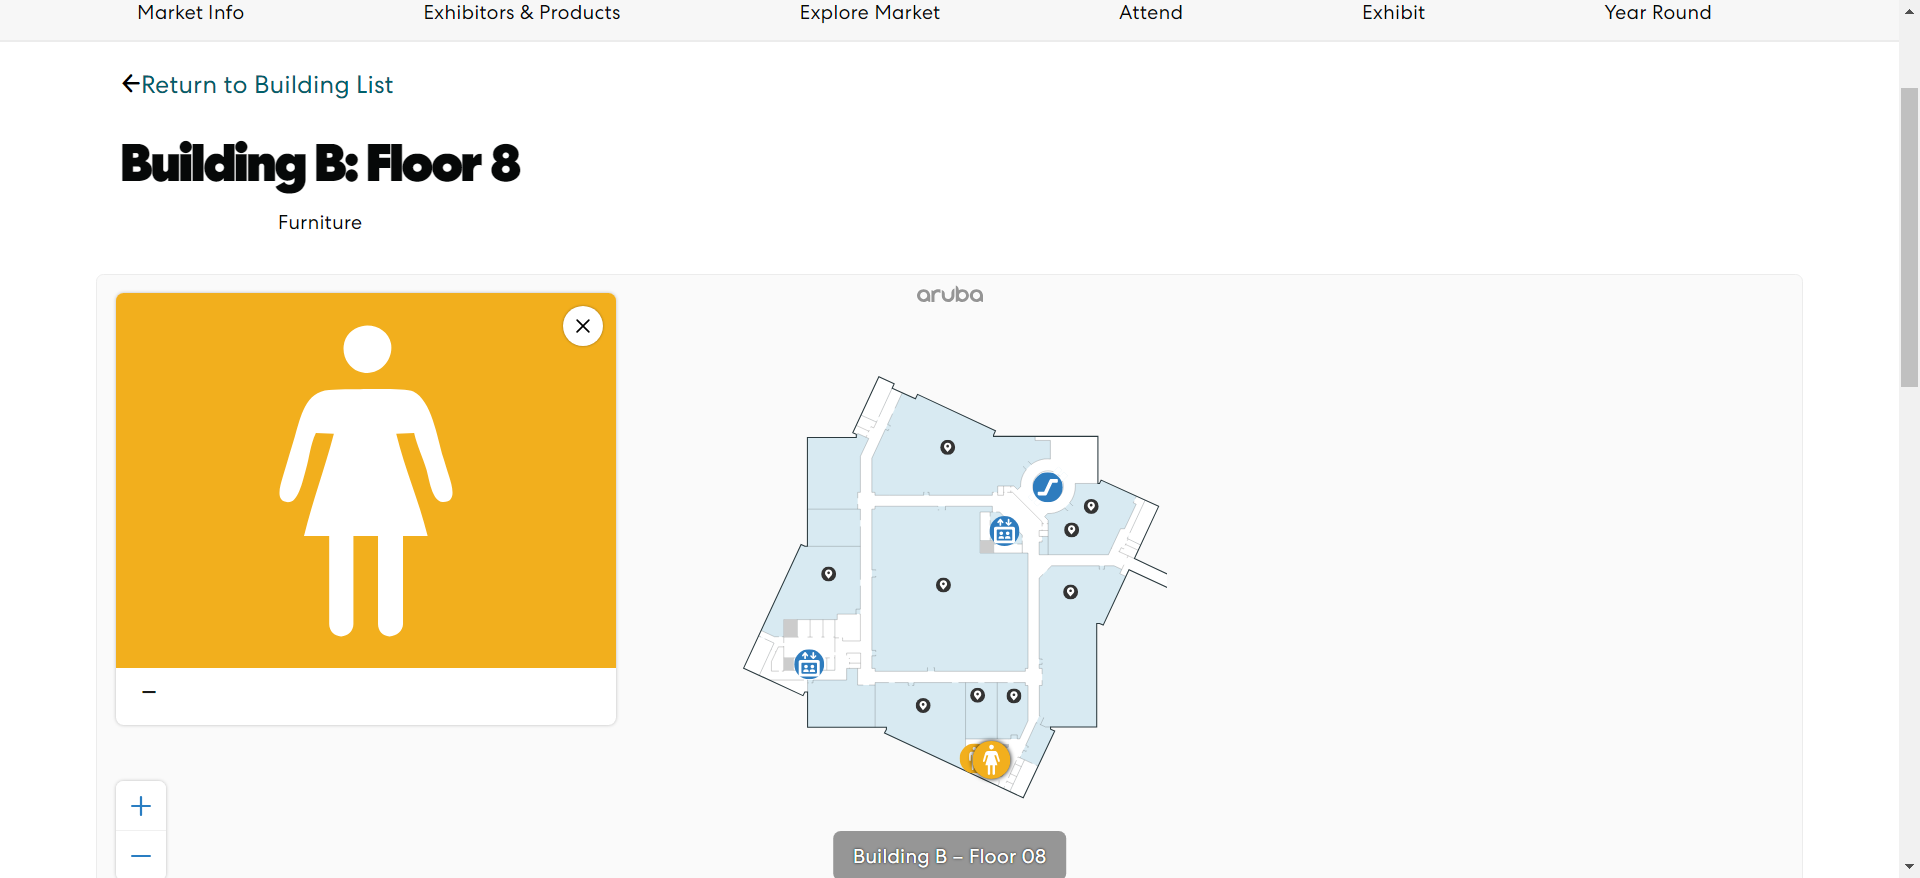 Market Info
Exhibitors & Products
Explore Market
Attend
Exhibit
Year Round
Return to Building List
Building B: Floor 8
Furniture
aruba
Building B – Floor 08